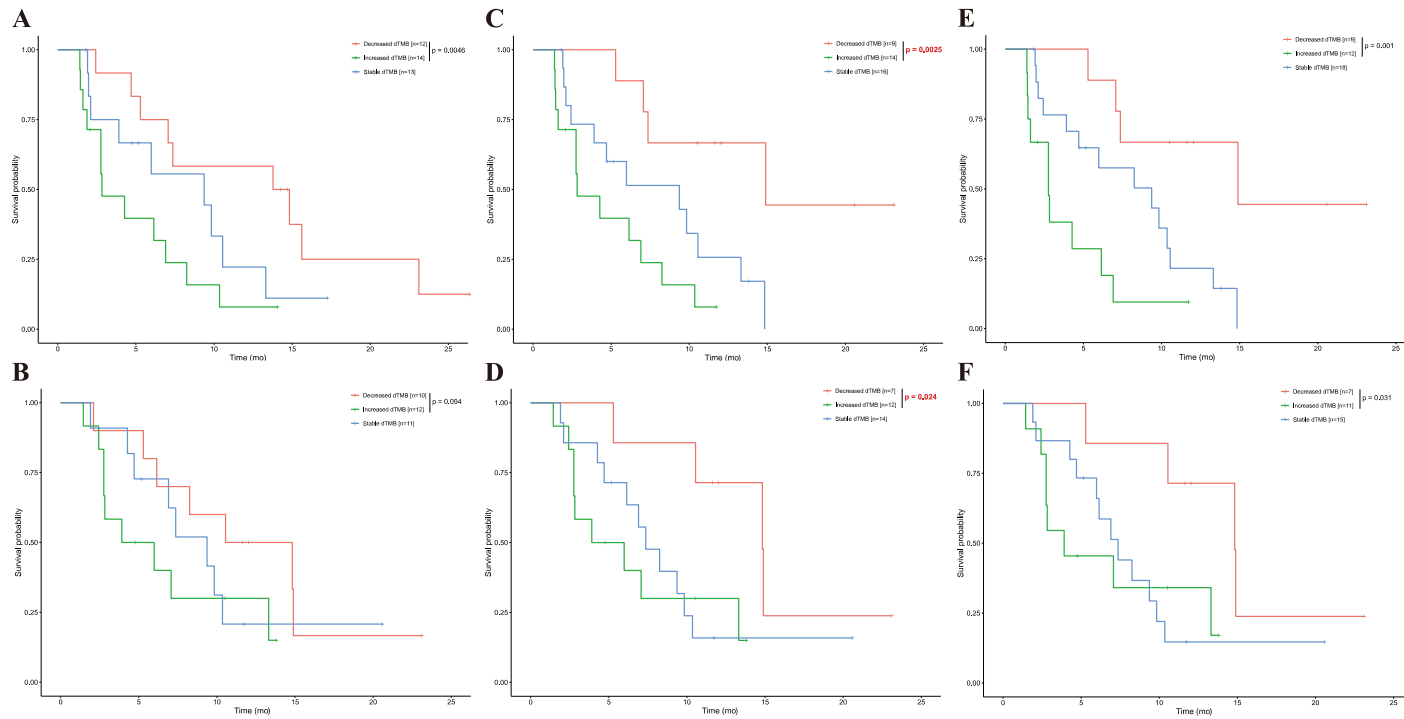 A
Decreased dTMB [n=12]
Increased dTMB [n=14]
Stable dTMB [n=13]
p = 0.0046
Survival probability
1.00
0.75
0.50
0.25
0.00
0 5 10 15 20 25
Time (mo)
C
Decreased dTMB [n=9]
Increased dTMB [n=14]
Stable dTMB [n=16]
p = 0.0025
Survival probability
1.00
0.75
0.50
0.25
0.00
0 5 10 15 20 25
Time (mo)
E
Decreased dTMB [n=9]
Increased dTMB [n=12]
Stable dTMB [n=18]
p = 0.001
Survival probability
1.00
0.75
0.50
0.25
0.00
0 5 10 15 20 25
Time (mo)
B
Decreased dTMB [n=10]
Increased dTMB [n=12]
Stable dTMB [n=11]
p = 0.094
Survival probability
1.00
0.75
0.50
0.25
0.00
0 5 10 15 20 25
Time (mo)
D
Decreased dTMB [n=7]
Increased dTMB [n=12]
Stable dTMB [n=14]
p = 0.024
Survival probability
1.00
0.75
0.50
0.25
0.00
0 5 10 15 20 25
Time (mo)
F
Decreased dTMB [n=7]
Increased dTMB [n=11]
Stable dTMB [n=15]
p = 0.031
Survival probability
1.00
0.75
0.50
0.25
0.00
0 5 10 15 20 25
Time (mo)